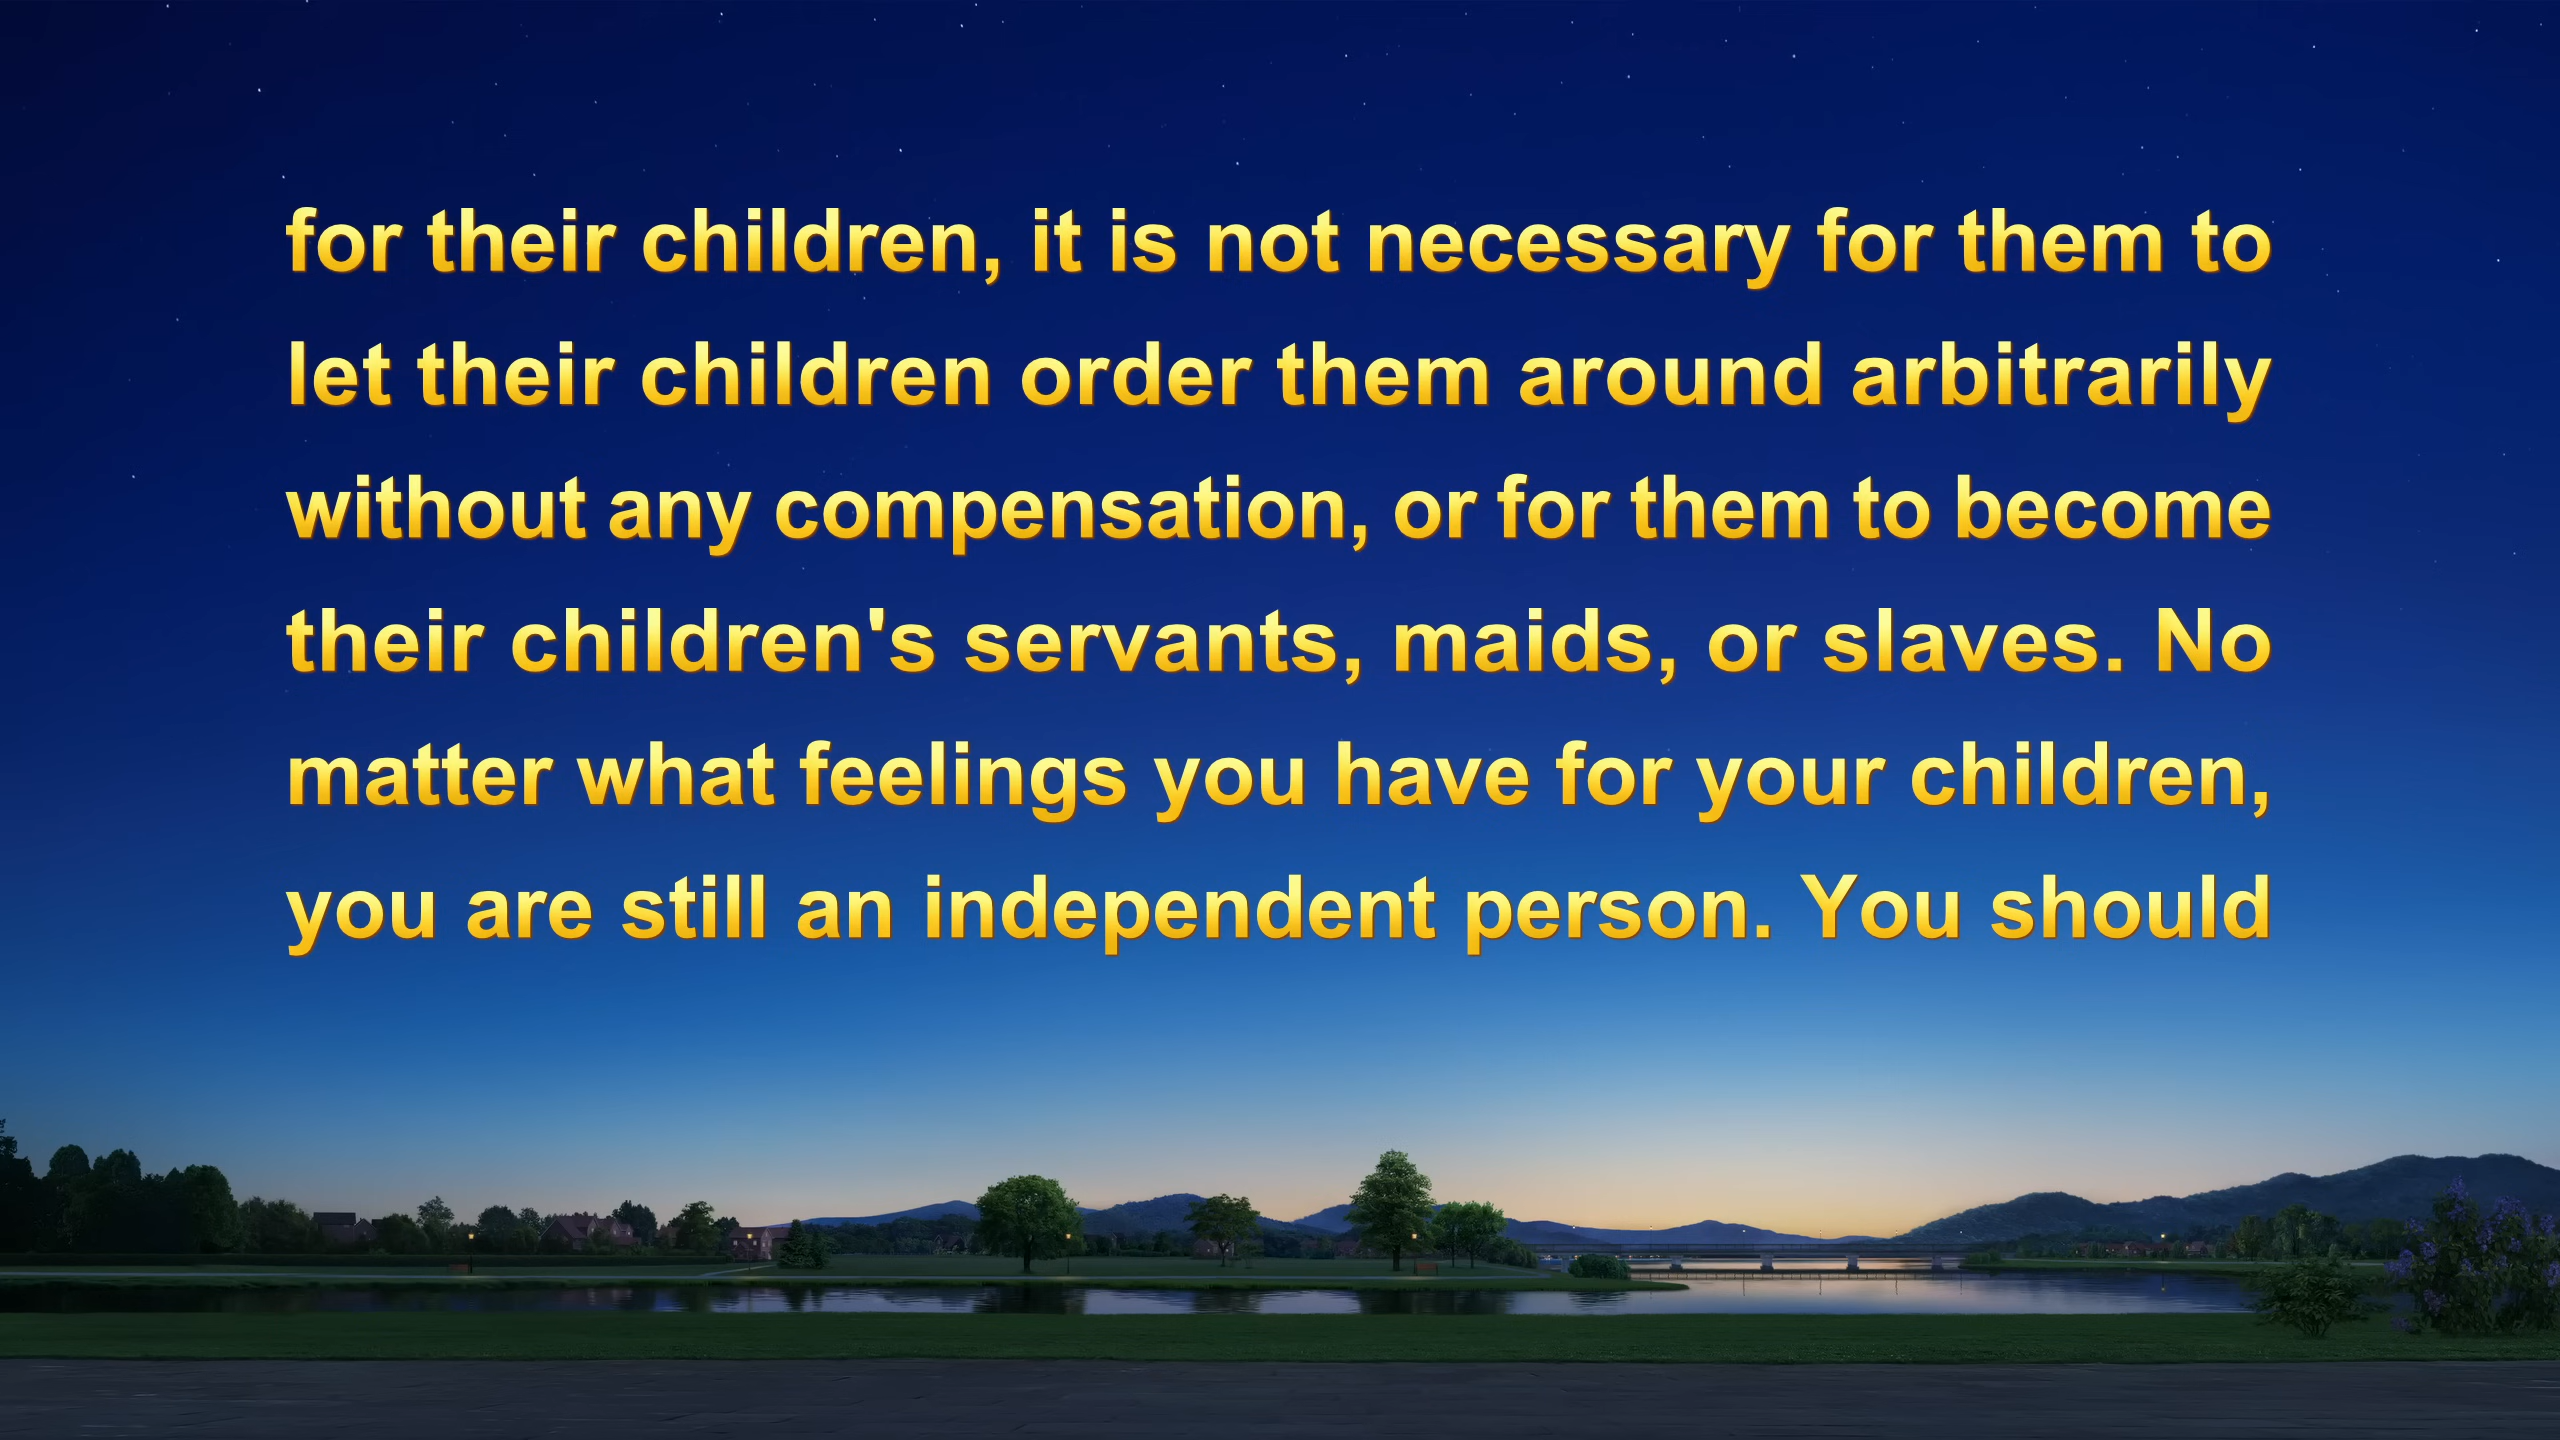 for their children, it is not necessary for them to
let their children order them around arbitrarily
without any compensation, or for them to become
their children's servants, maids, or slaves. No
matter what feelings you have for your children,
you are still an independent person. You should